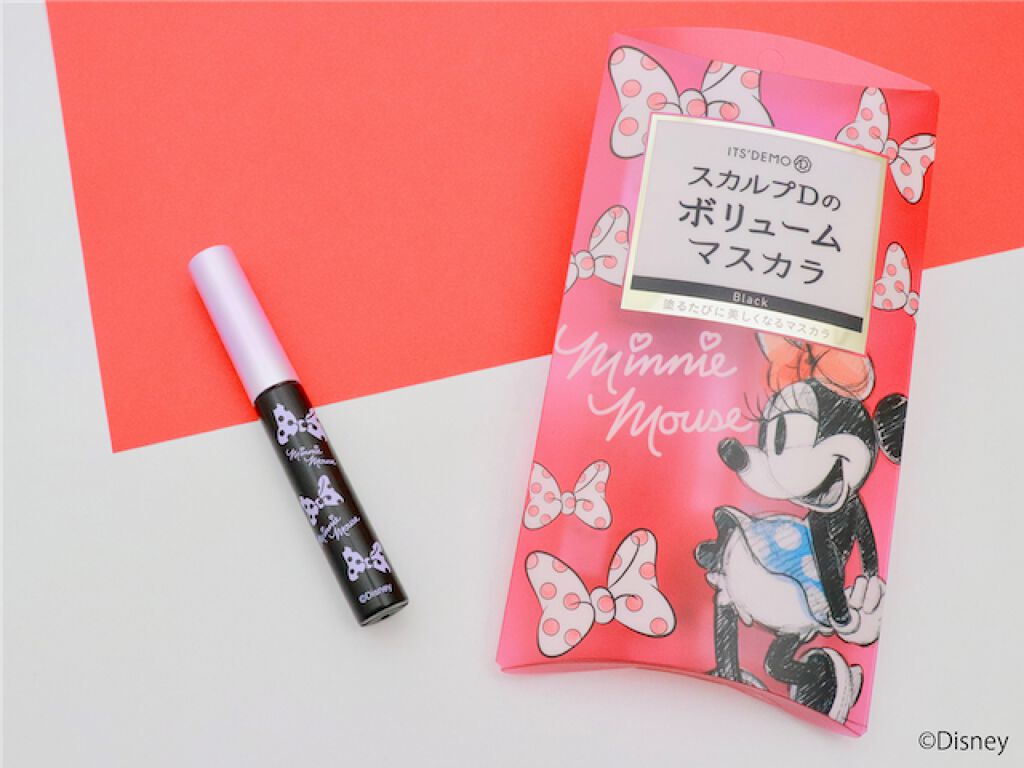 ITS'DEMO
スカルプDの
ボリューム
マスカラ
Black
塗るたびに美しくなるマスカラ
Minnie
Mouse
Minnie
Mouse
Minnie
Mouse
©Disney
©Disney